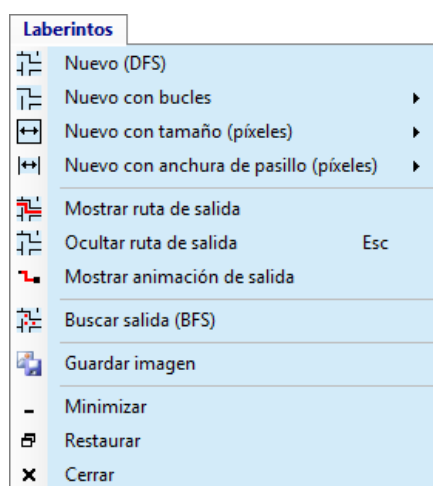 Laberintos
Nuevo (DFS)
Nuevo con bucles
Nuevo con tamaño (píxeles)
Nuevo con anchura de pasillo (píxeles)
Mostrar ruta de salida
Ocultar ruta de salida Esc
Mostrar animación de salida
Buscar salida (BFS)
Guardar imagen
Minimizar
Restaurar
Cerrar